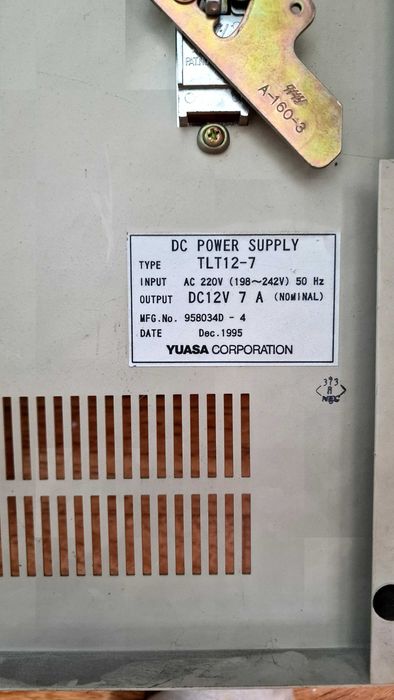 A-160-3
DC POWER SUPPLY
TYPE TLT12-7
INPUT AC 220V (198～242V) 50 Hz
OUTPUT DC12V 7 A (NOMINAL)
MFG.No. 958034D - 4
DATE Dec.1995
YUASA CORPORATION